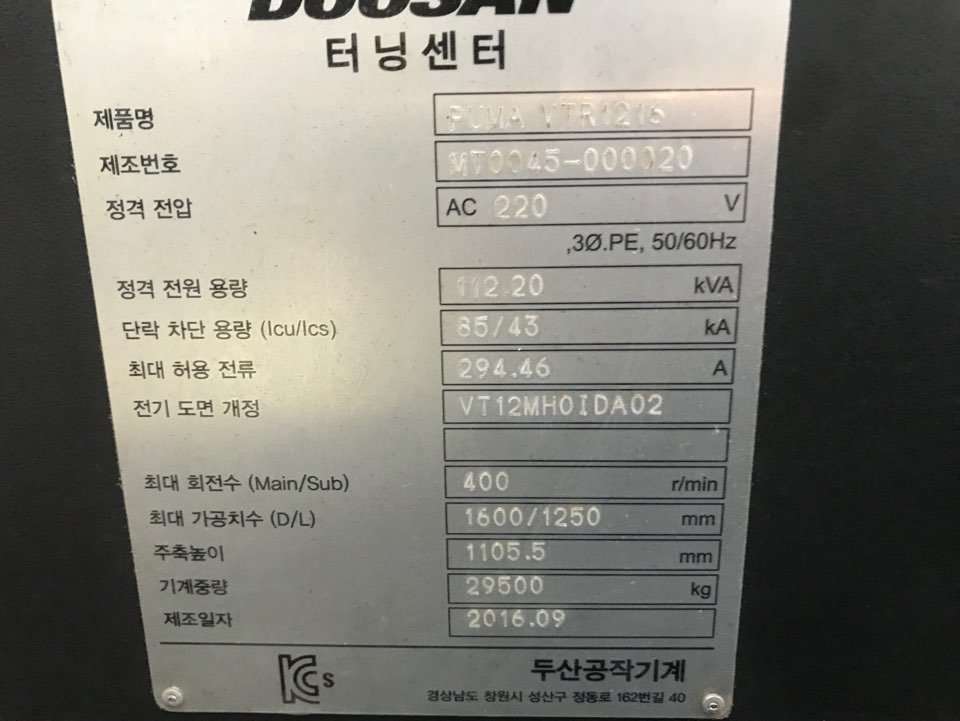 DOOSAN
터닝센터
제품명 PUMA VTR1216
제조번호 MT0045-000020
정격 전압 AC 220 V
,3Ø.PE, 50/60Hz
정격 전원 용량 112.20 kVA
단락 차단 용량 (Icu/Ics) 85/43 kA
최대 허용 전류 294.46 A
전기 도면 개정 VT12MH0IDA02
최대 회전수 (Main/Sub) 400 r/min
최대 가공치수 (D/L) 1600/1250 mm
주축높이 1105.5 mm
기계중량 29500 kg
제조일자 2016.09
KCs 두산공작기계
경상남도 창원시 성산구 정동로 162번길 40